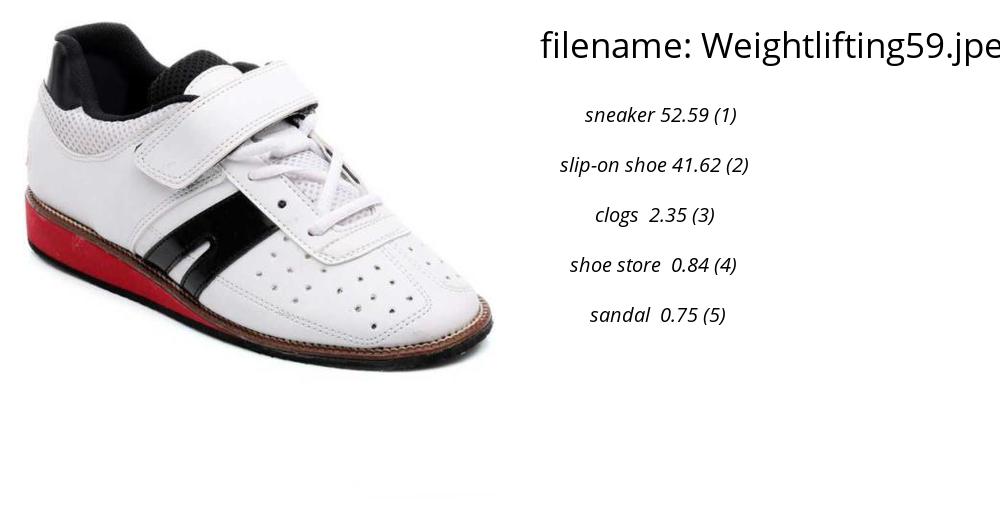 filename: Weightlifting59.jpe
sneaker 52.59 (1)
slip-on shoe 41.62 (2)
clogs 2.35 (3)
shoe store 0.84 (4)
sandal 0.75 (5)